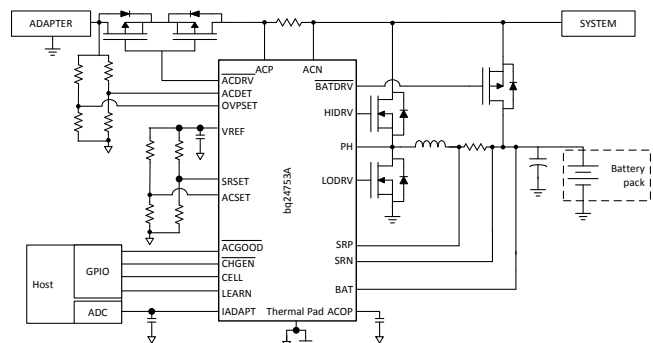 ADAPTER
SYSTEM
ACP
ACN
ACDRV
ACDET
OVPSET
VREF
SRSET
ACSET
ACGOOD
CHGEN
CELL
LEARN
IADAPT
bq24753A
BATDRV
HIDRV
PH
LODRV
SRP
SRN
BAT
Thermal Pad
ACOP
Battery
pack
Host
GPIO
ADC